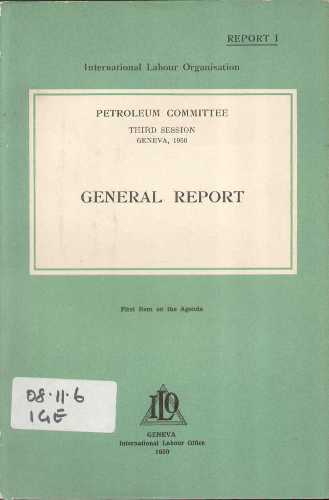 REPORT I
International Labour Organisation
PETROLEUM COMMITTEE
THIRD SESSION
GENEVA, 1950
GENERAL REPORT
First Item on the Agenda
08.11.6
IGE
ILO
GENEVA
International Labour Office
1950